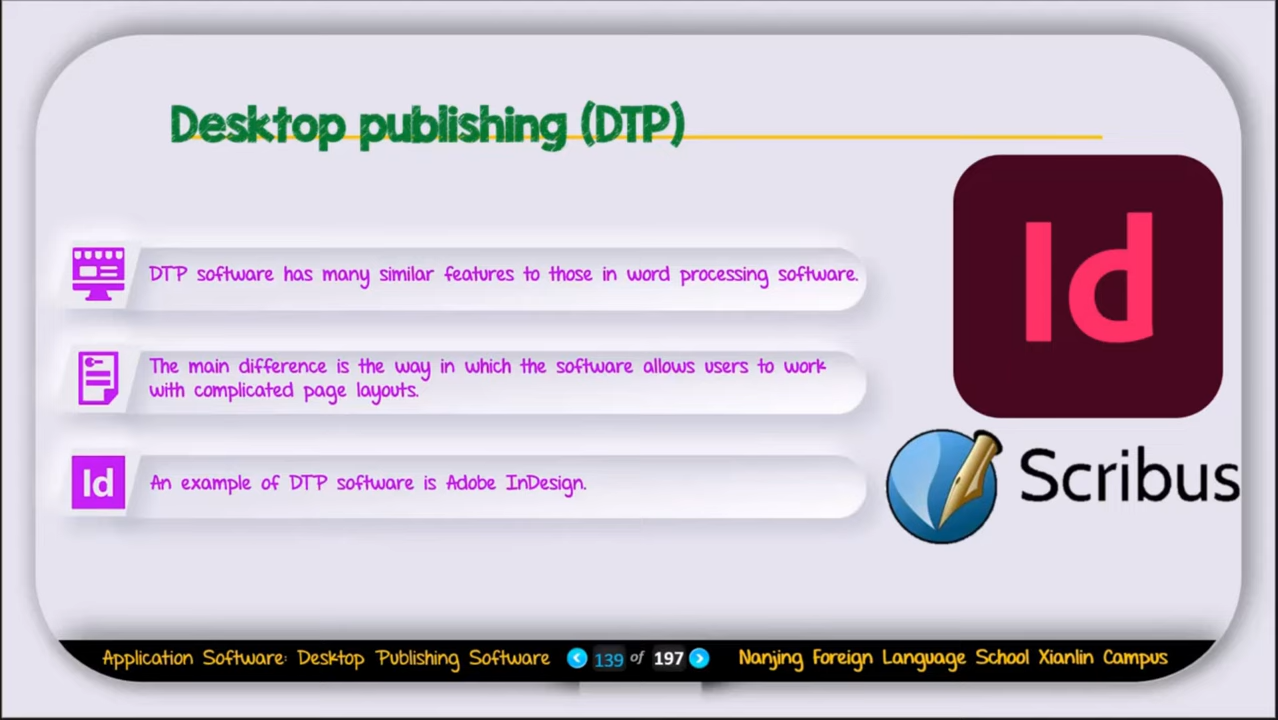 Desktop publishing (DTP)
DTP software has many similar features to those in word processing software.
The main difference is the way in which the software allows users to work
with complicated page layouts.
An example of DTP software is Adobe InDesign.
Id
Id
Scribus
Application Software: Desktop Publishing Software
139 of 197
Nanjing Foreign Language School Xianlin Campus